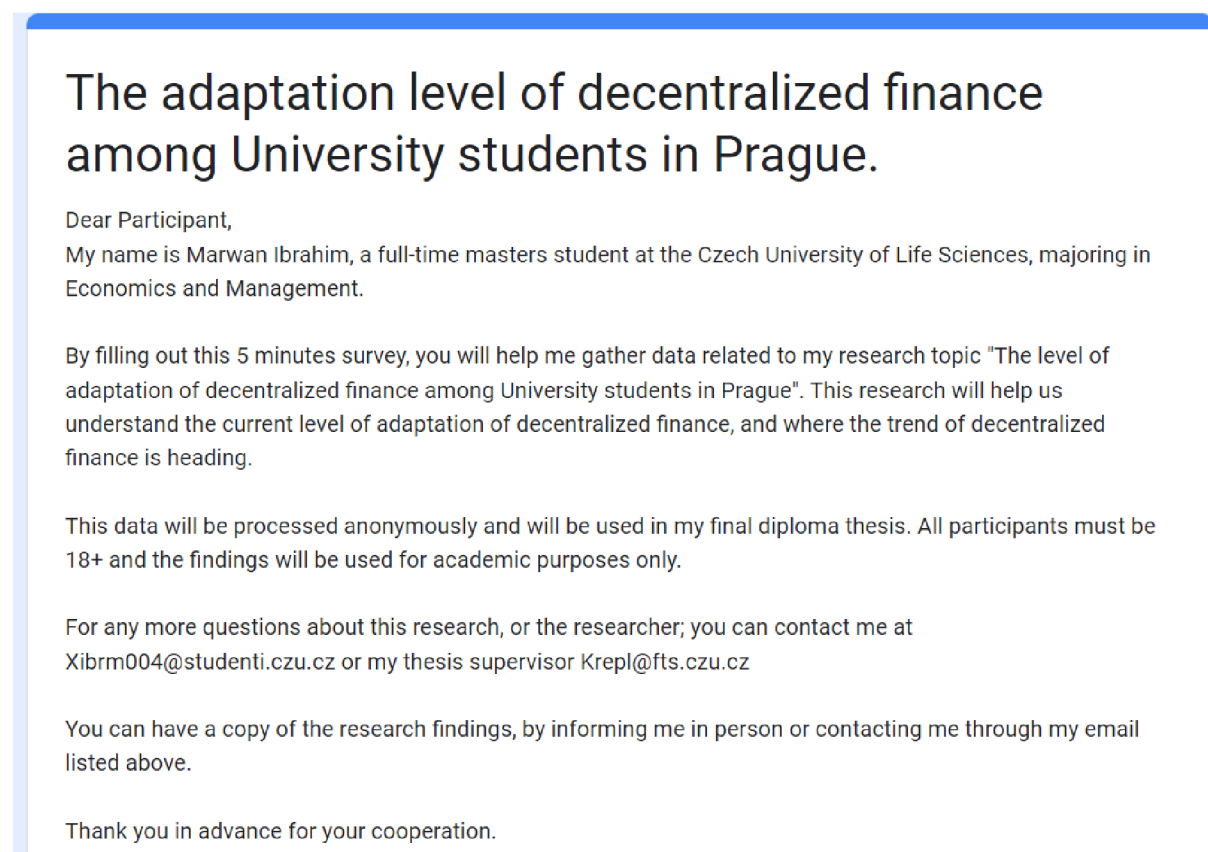 The adaptation level of decentralized finance
among University students in Prague.
Dear Participant,
My name is Marwan Ibrahim, a full-time masters student at the Czech University of Life Sciences, majoring in
Economics and Management.
By filling out this 5 minutes survey, you will help me gather data related to my research topic "The level of
adaptation of decentralized finance among University students in Prague". This research will help us
understand the current level of adaptation of decentralized finance, and where the trend of decentralized
finance is heading.
This data will be processed anonymously and will be used in my final diploma thesis. All participants must be
18+ and the findings will be used for academic purposes only.
For any more questions about this research, or the researcher; you can contact me at
Xibrm004@studenti.czu.cz or my thesis supervisor Krepl@fts.czu.cz
You can have a copy of the research findings, by informing me in person or contacting me through my email
listed above.
Thank you in advance for your cooperation.